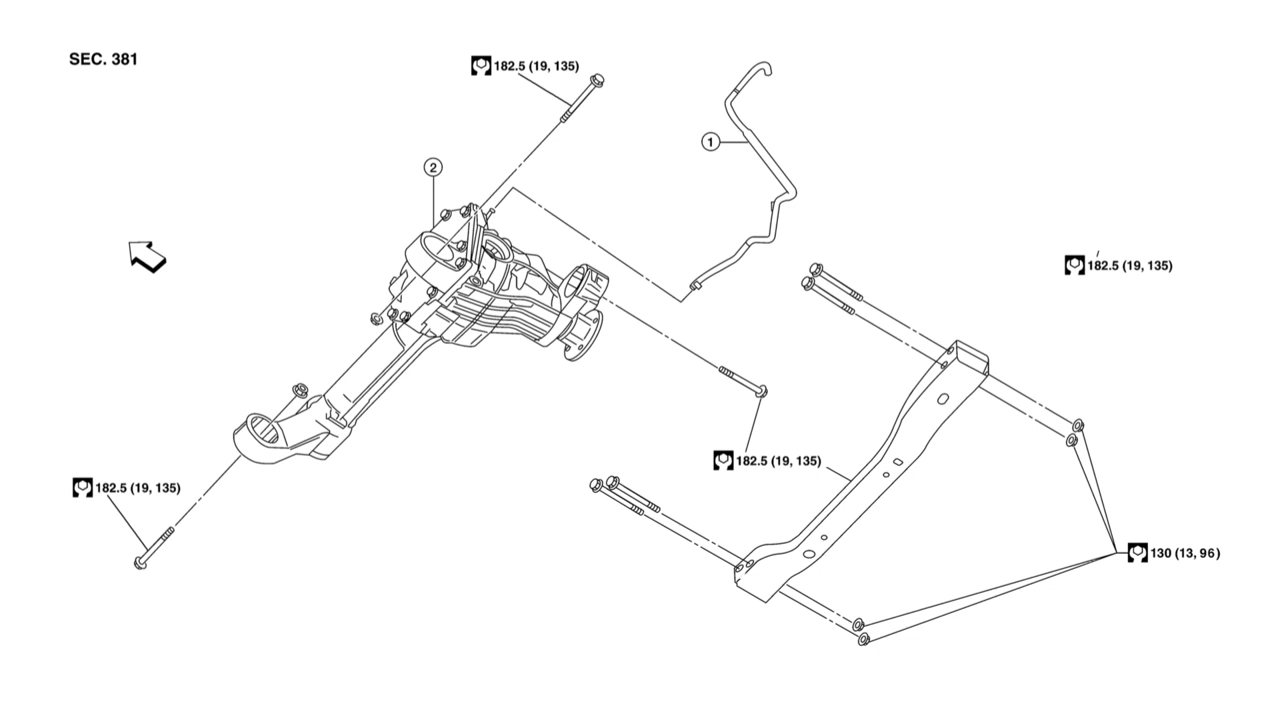 SEC. 381
182.5 (19, 135)
1
2
182.5 (19, 135)
182.5 (19, 135)
182.5 (19, 135)
130 (13, 96)